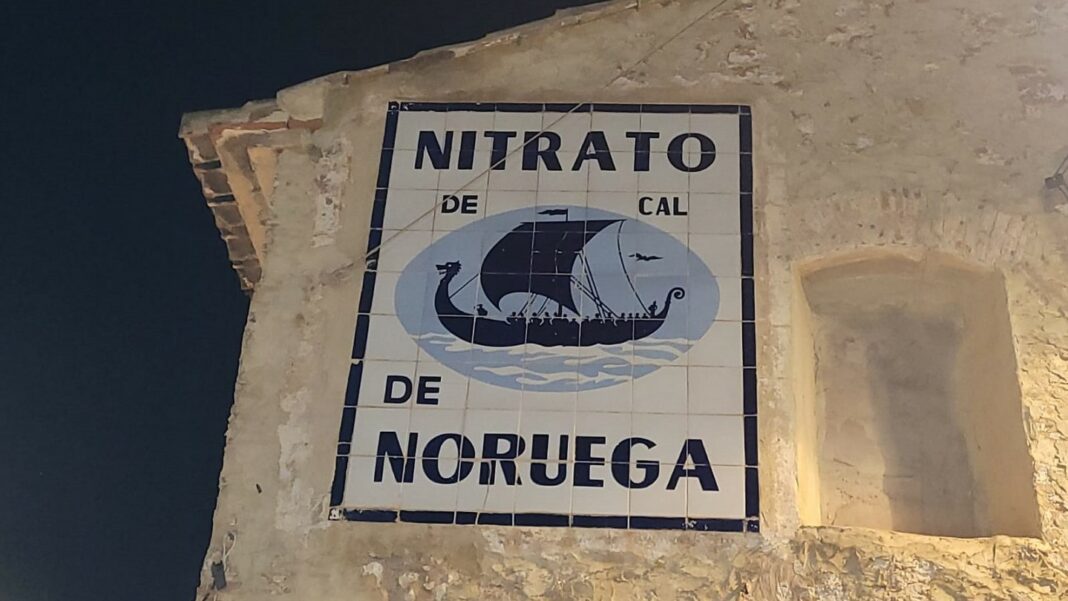 NITRATO
DE CAL
DE
NORUEGA